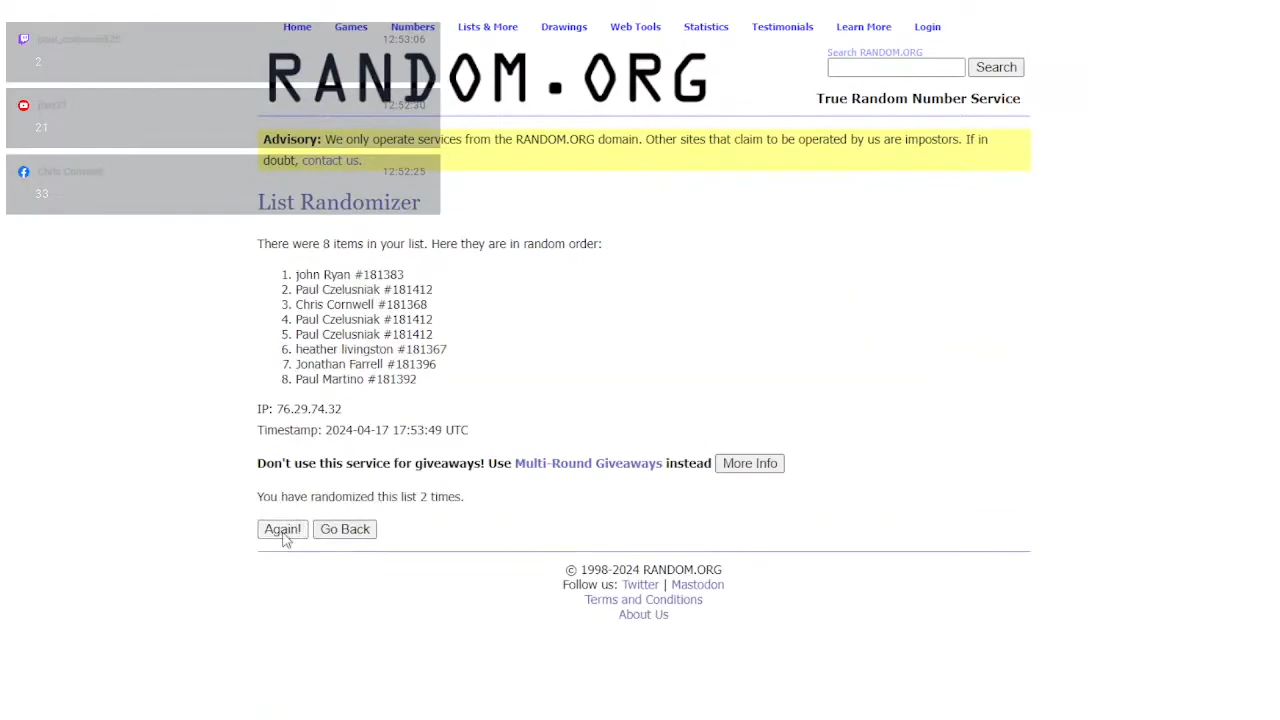 Home Games Numbers Lists & More Drawings Web Tools Statistics Testimonials Learn More Login
12:53:06
2
12:52:30
21
Chris Cornwell 12:52:25
33
RANDOM.ORG
Search RANDOM.ORG
Search
True Random Number Service
Advisory: We only operate services from the RANDOM.ORG domain. Other sites that claim to be operated by us are impostors. If in
doubt, contact us.
List Randomizer
There were 8 items in your list. Here they are in random order:
1. john Ryan #181383
2. Paul Czelusniak #181412
3. Chris Cornwell #181368
4. Paul Czelusniak #181412
5. Paul Czelusniak #181412
6. heather livingston #181367
7. Jonathan Farrell #181396
8. Paul Martino #181392
IP: 76.29.74.32
Timestamp: 2024-04-17 17:53:49 UTC
Don't use this service for giveaways! Use Multi-Round Giveaways instead More Info
You have randomized this list 2 times.
Again! Go Back
© 1998-2024 RANDOM.ORG
Follow us: Twitter | Mastodon
Terms and Conditions
About Us